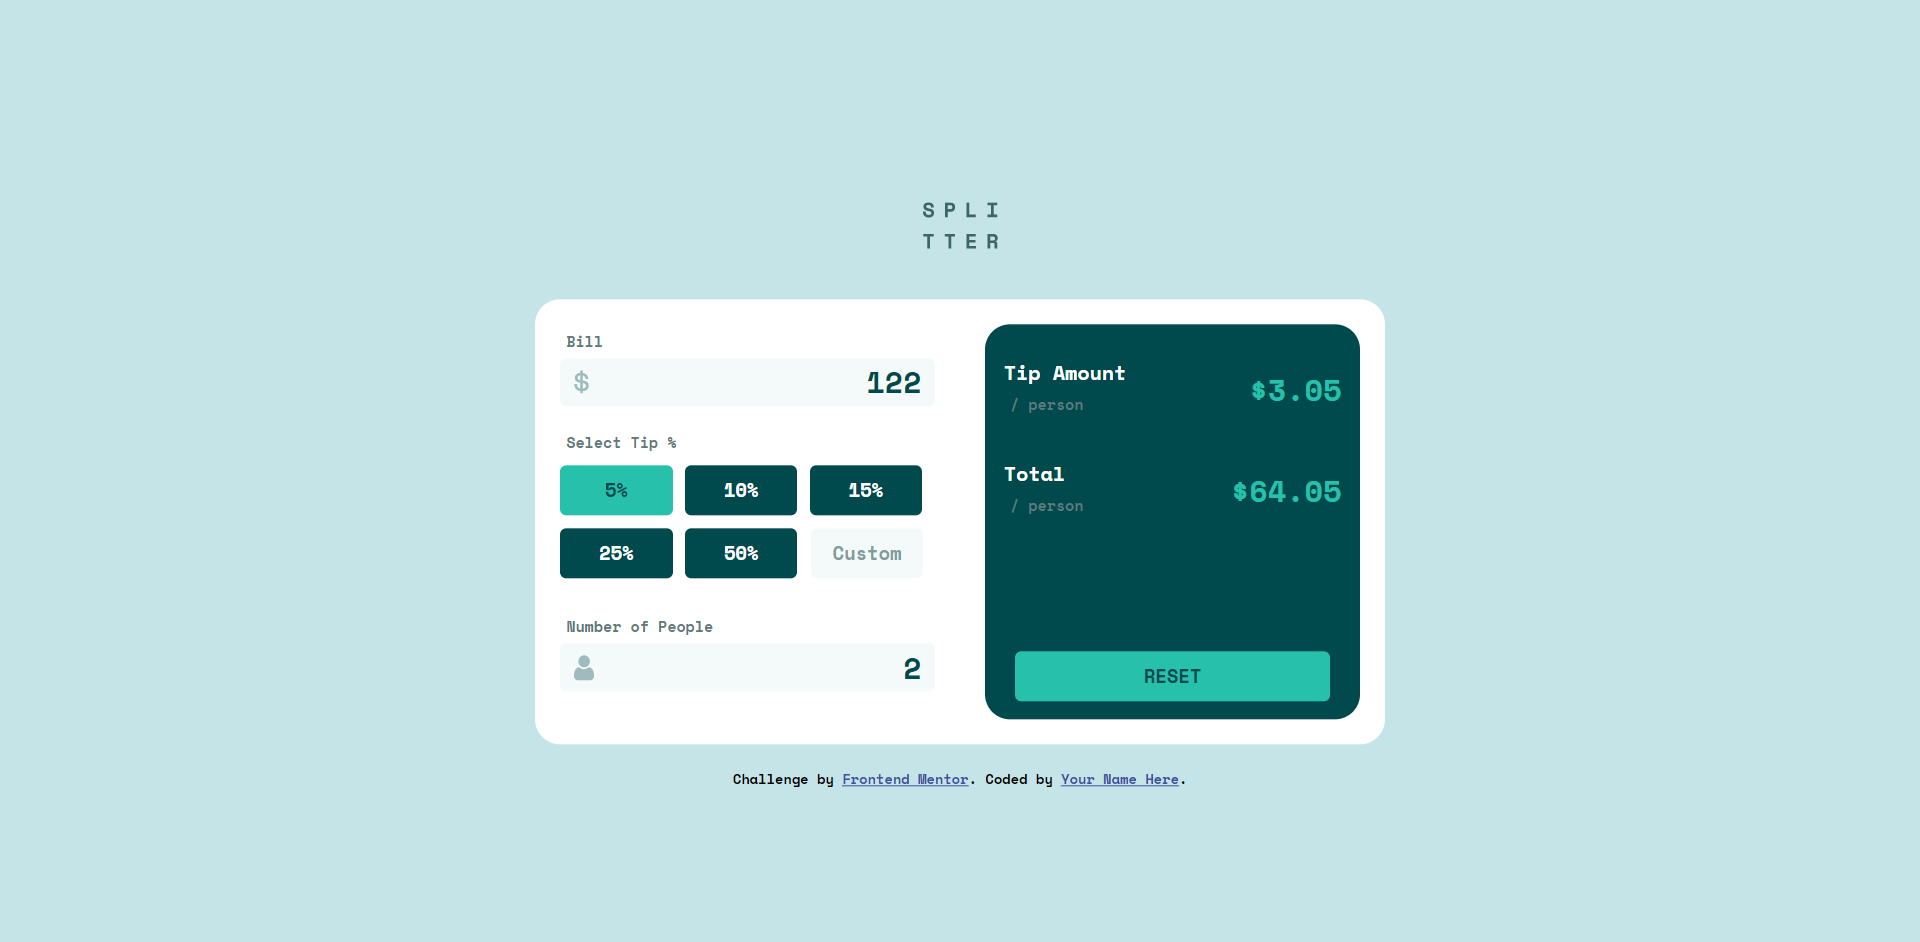 SPLI
TTER
Bill
$ 122
Select Tip %
5% 10% 15%
25% 50% Custom
Number of People
2
Tip Amount
/ person
$3.05
Total
/ person
$64.05
RESET
Challenge by Frontend Mentor. Coded by Your Name Here.